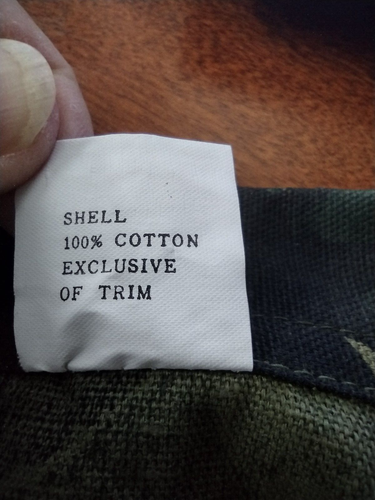 SHELL
100% COTTON
EXCLUSIVE
OF TRIM